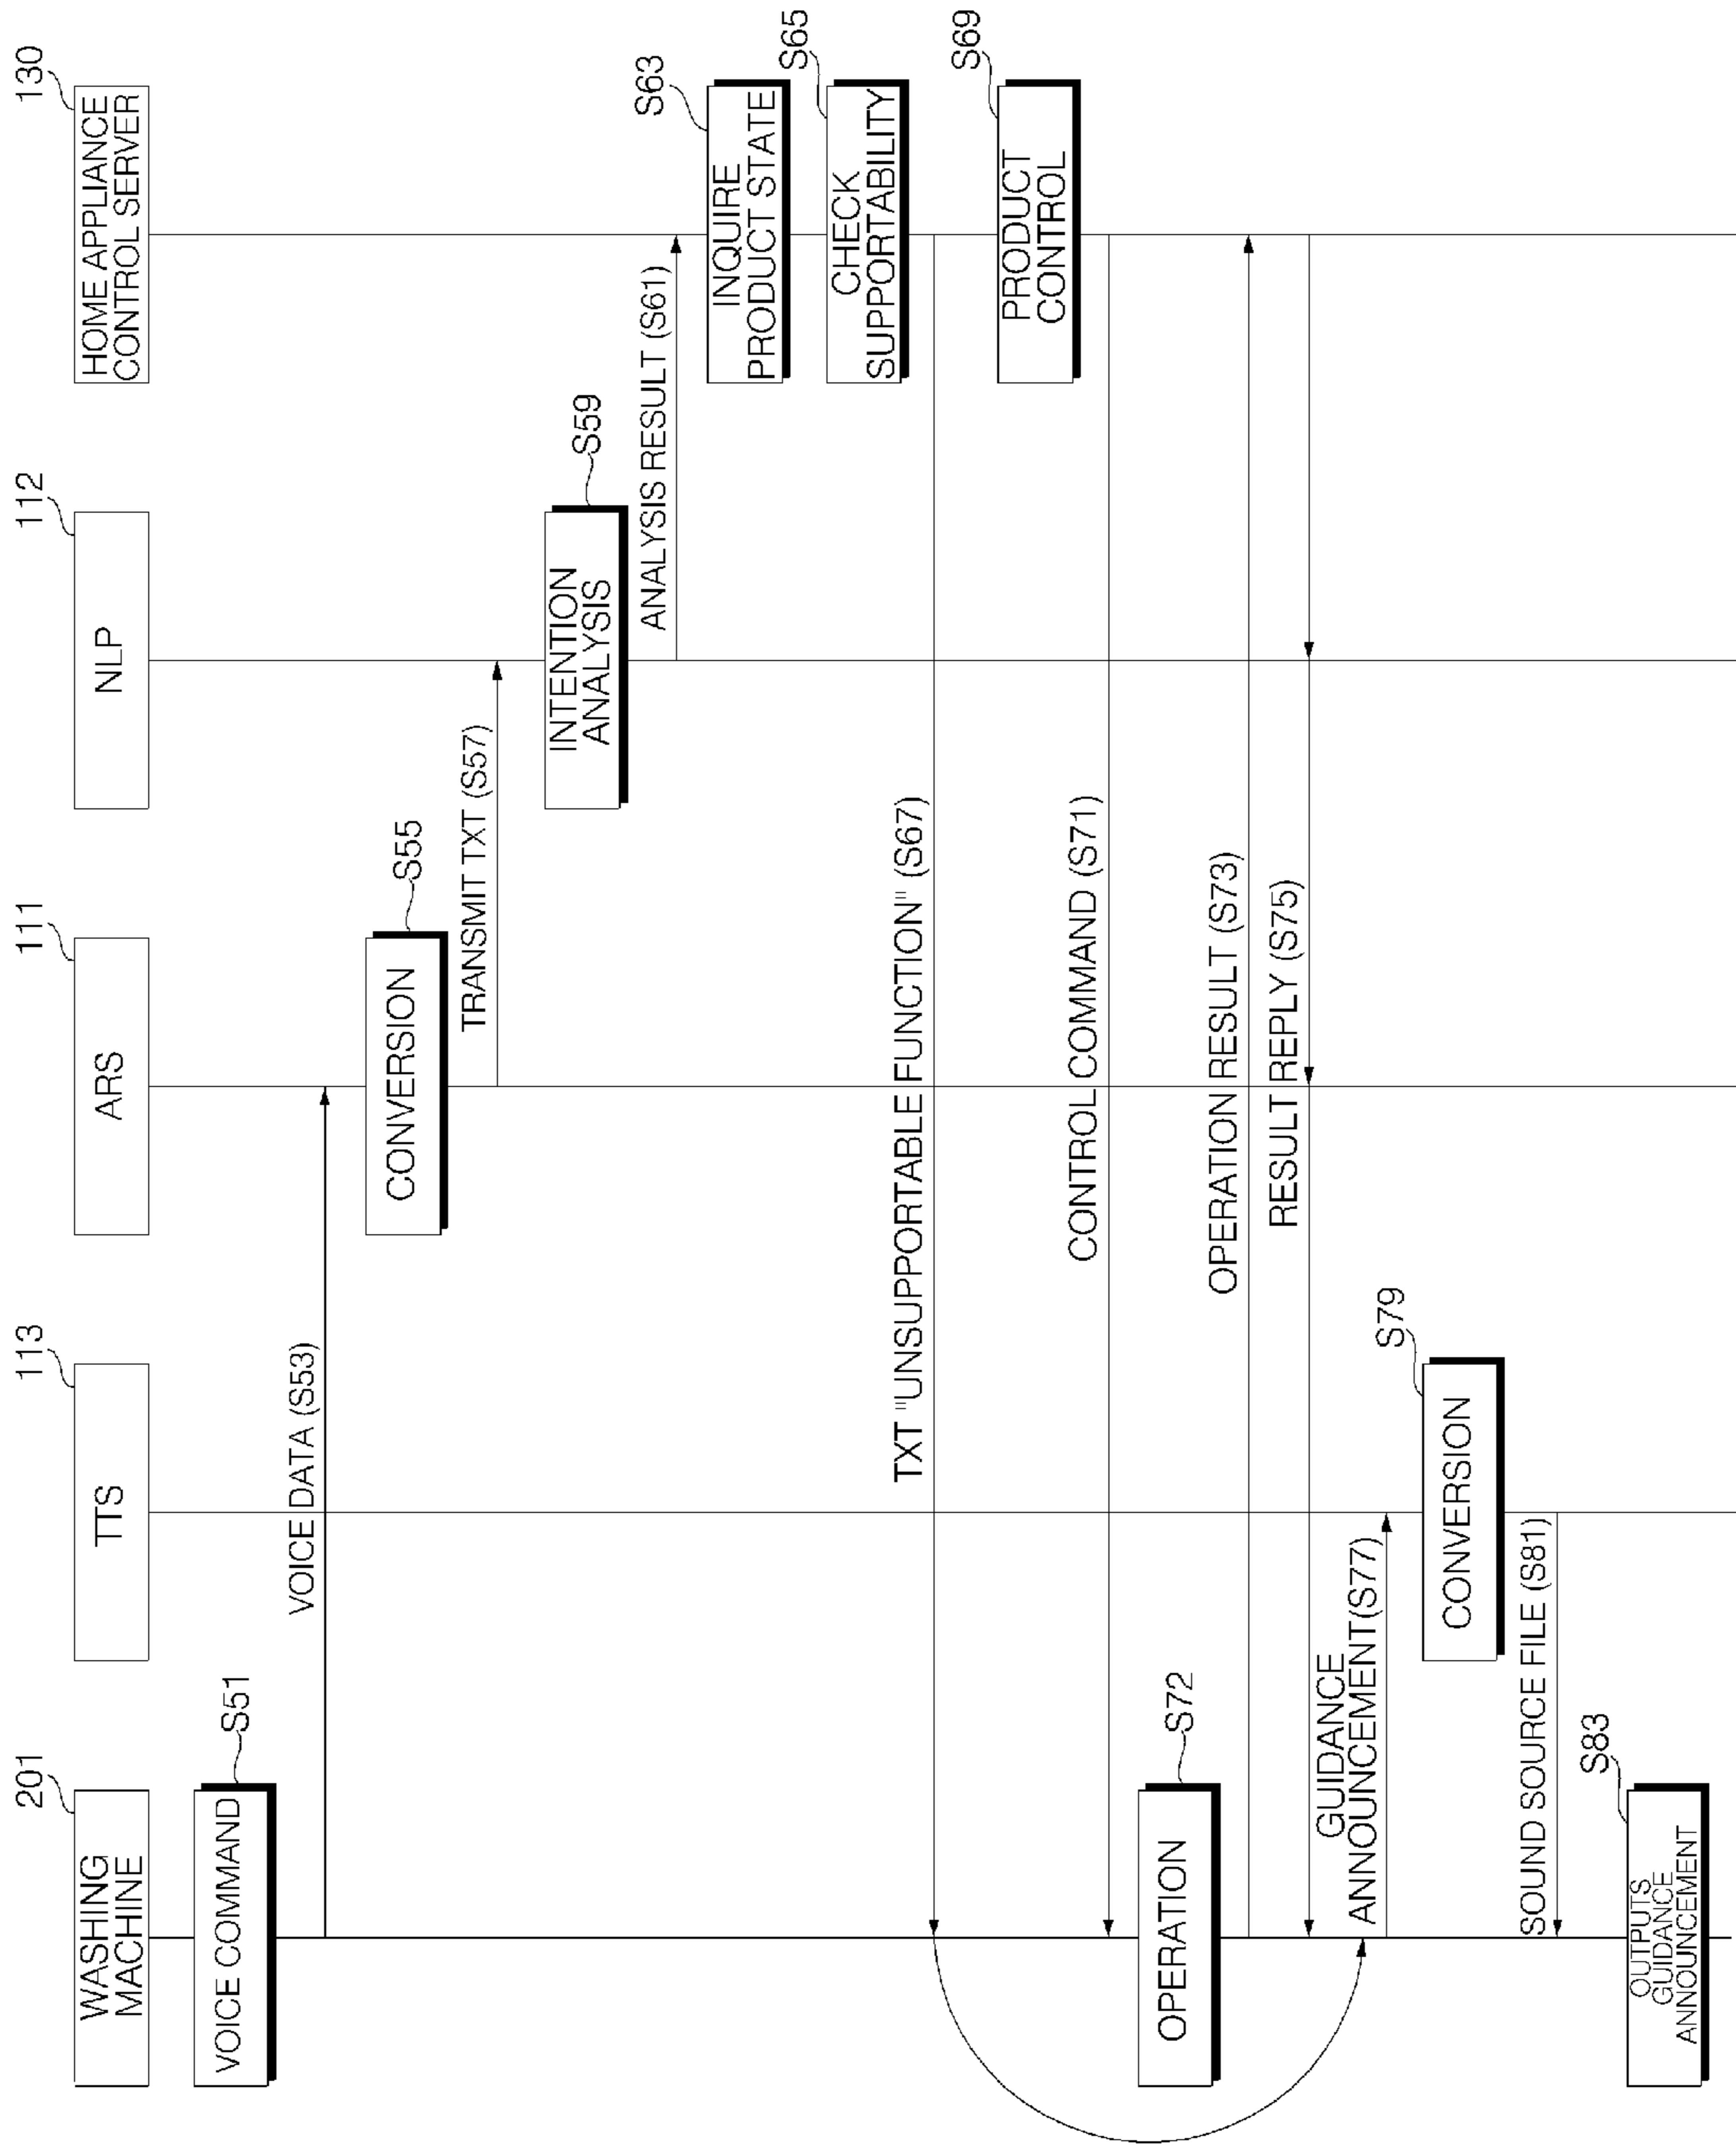 201
113
111
112
130
WASHING
MACHINE
TTS
ARS
NLP
HOME APPLIANCE
CONTROL SERVER
VOICE COMMAND
S51
VOICE DATA (S53)
CONVERSION
S55
TRANSMIT TXT (S57)
INTENTION
ANALYSIS
S59
ANALYSIS RESULT (S61)
S63
INQUIRE
PRODUCT STATE
S65
CHECK
SUPPORTABILITY
TXT "UNSUPPORTABLE FUNCTION" (S67)
S69
PRODUCT
CONTROL
CONTROL COMMAND (S71)
OPERATION
S72
OPERATION RESULT (S73)
RESULT REPLY (S75)
GUIDANCE
ANNOUNCEMENT(S77)
CONVERSION
S79
SOUND SOURCE FILE (S81)
S83
OUTPUTS
GUIDANCE
ANNOUNCEMENT